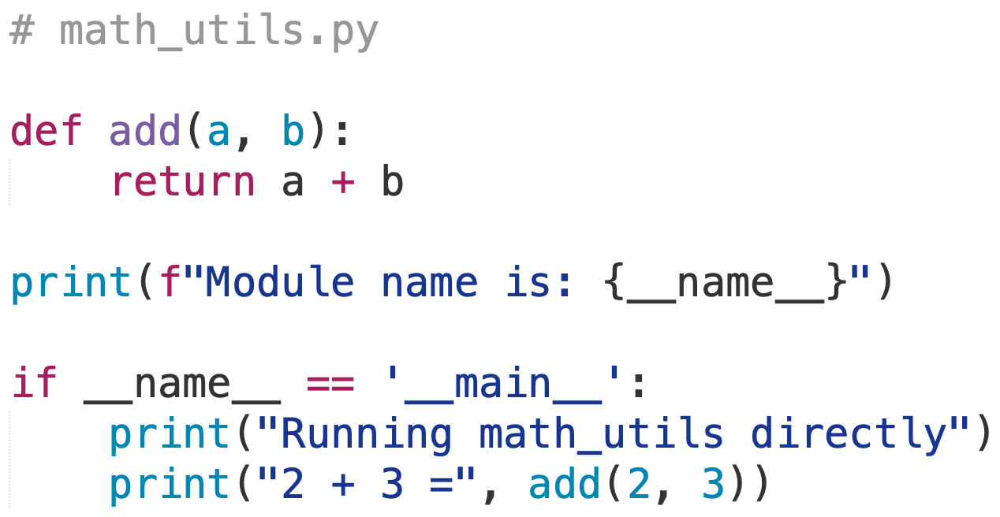 # math_utils.py
def add(a, b):
    return a + b
print(f"Module name is: {__name__}")
if __name__ == '__main__':
    print("Running math_utils directly")
    print("2 + 3 =", add(2, 3))